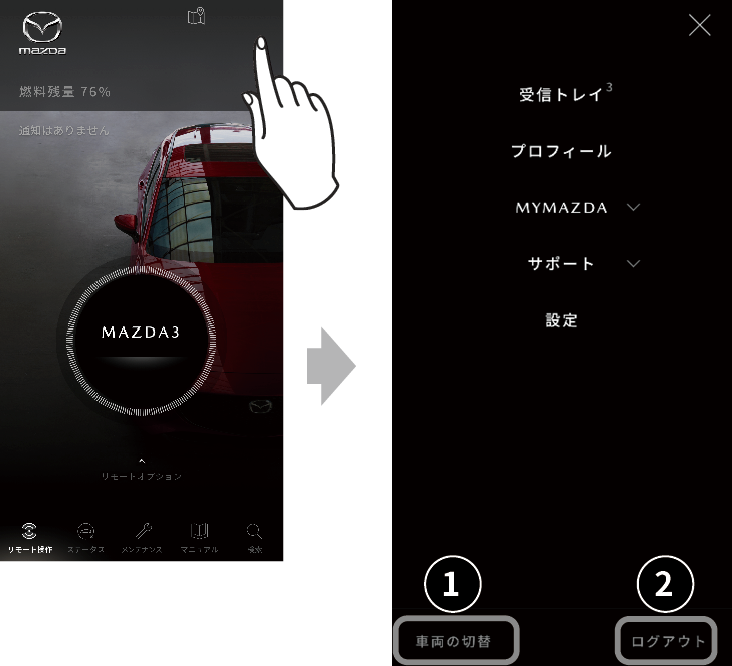 mazda
燃料残量 76%
通知はありません
MAZDA3
リモートオプション
リモート操作
ステータス
メンテナンス
マニュアル
検索
受信トレイ3
プロフィール
MYMAZDA
サポート
設定
1
2
車両の切替
ログアウト